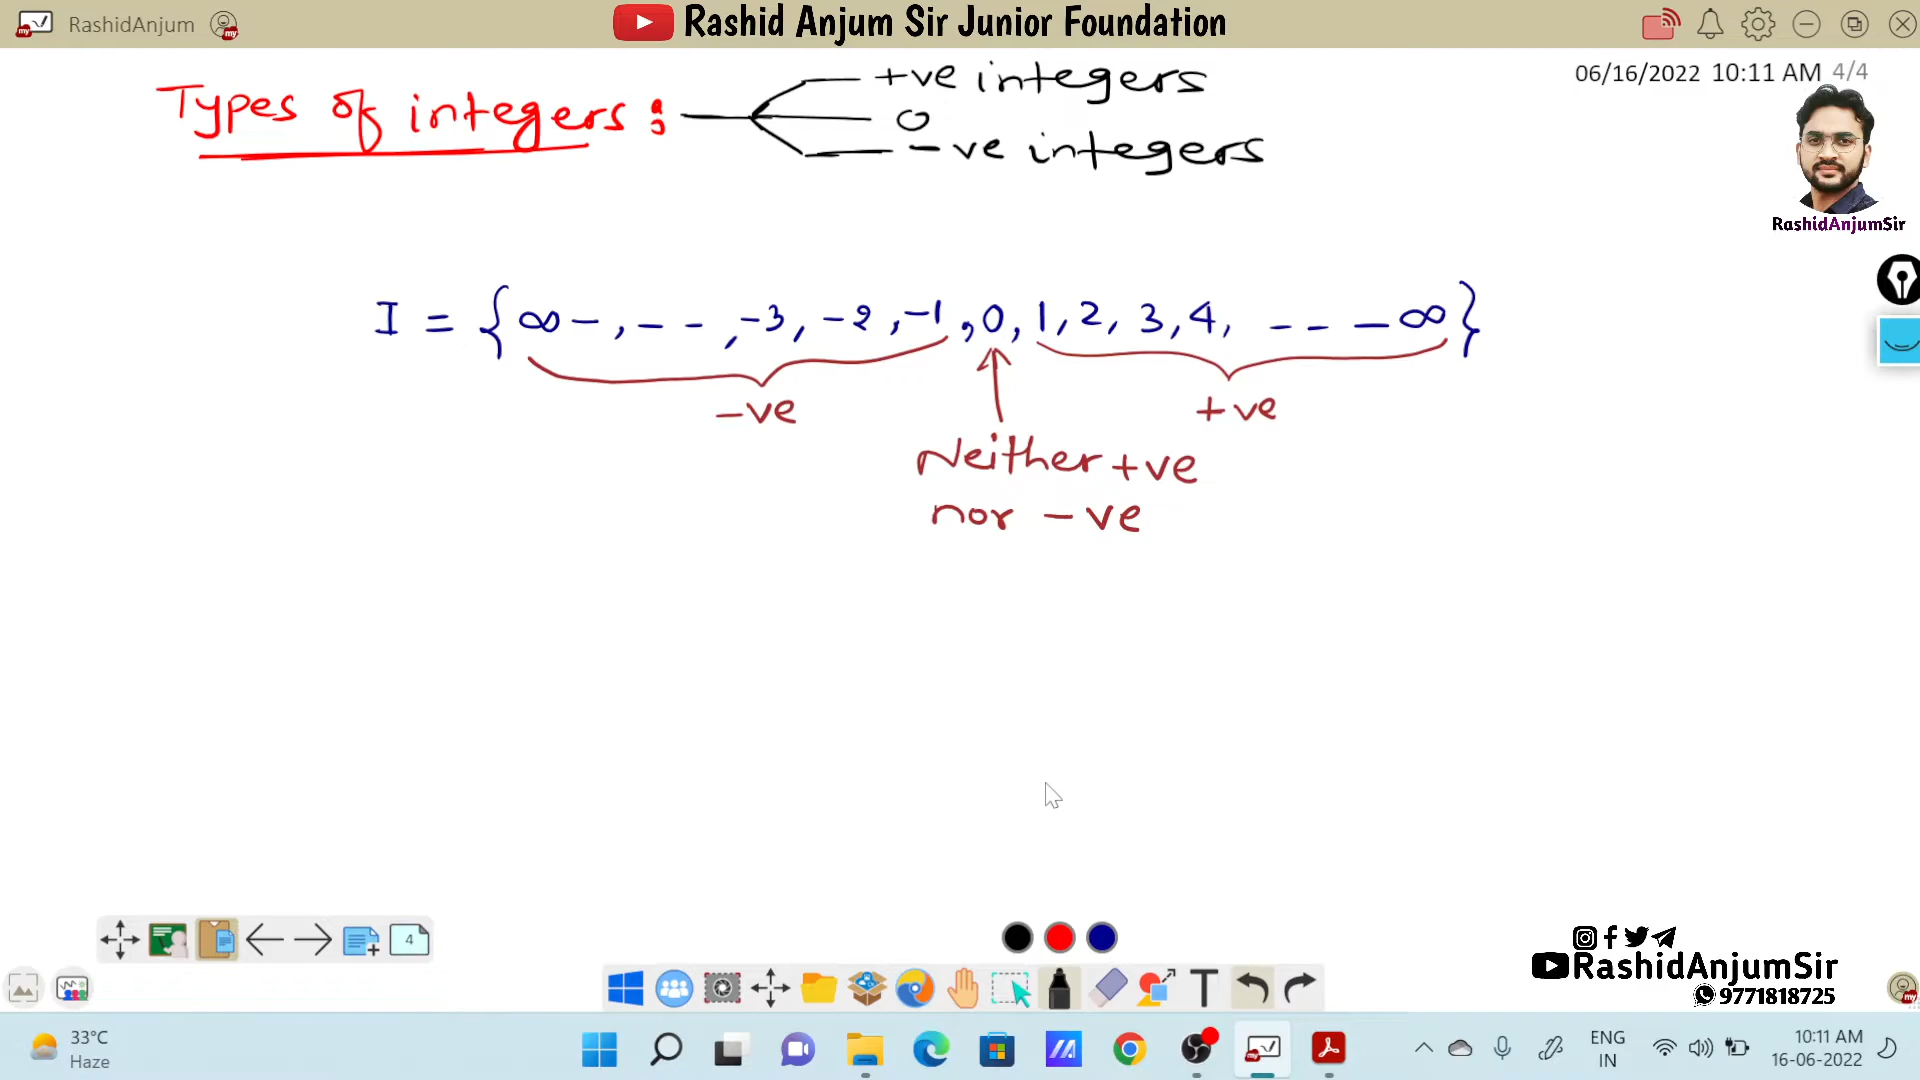 RashidAnjum
Rashid Anjum Sir Junior Foundation
06/16/2022 10:11 AM 4/4
Types of integers :
+ve integers
0
-ve integers
RashidAnjumSir
I = { ∞ - , - - , -3, -2, -1, 0, 1, 2, 3, 4, - - - ∞ }
-ve
+ve
Neither +ve
nor -ve
4
RashidAnjumSir
9771818725
T
33°C
Haze
ENG
IN
10:11 AM
16-06-2022